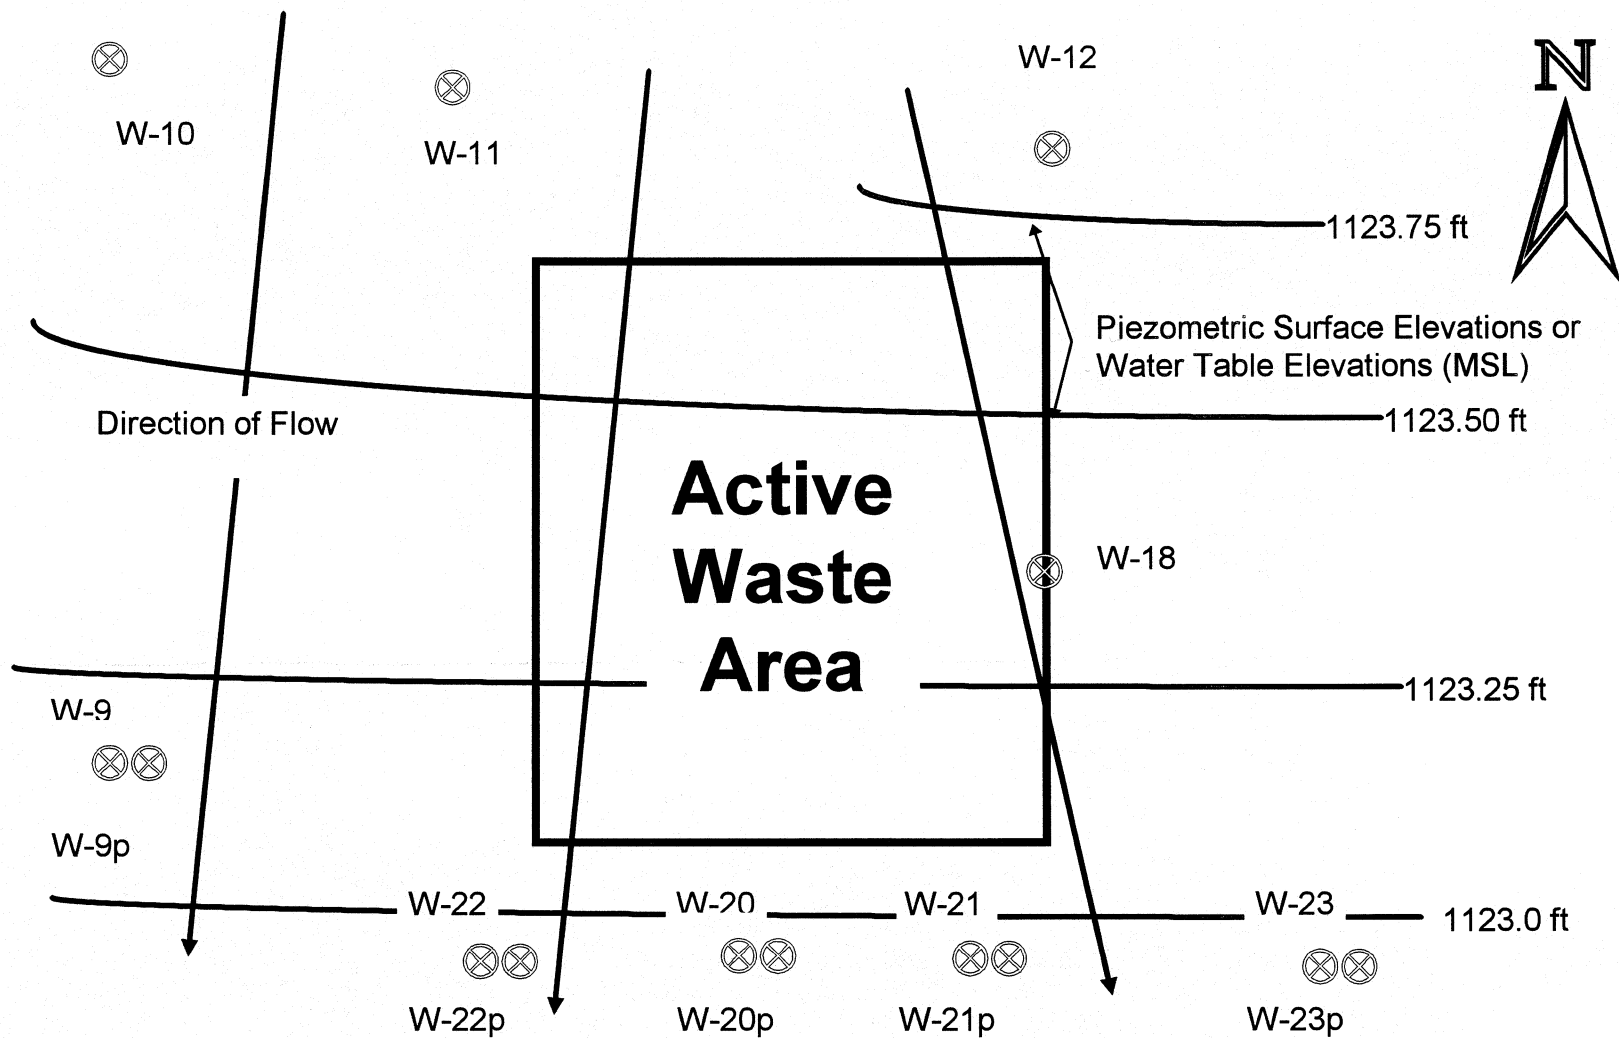 N
W-12
W-10
W-11
1123.75 ft
Piezometric Surface Elevations or
Water Table Elevations (MSL)
Direction of Flow
1123.50 ft
Active
Waste
Area
W-18
1123.25 ft
W-9
W-9p
W-22
W-20
W-21
W-23
1123.0 ft
W-22p
W-20p
W-21p
W-23p